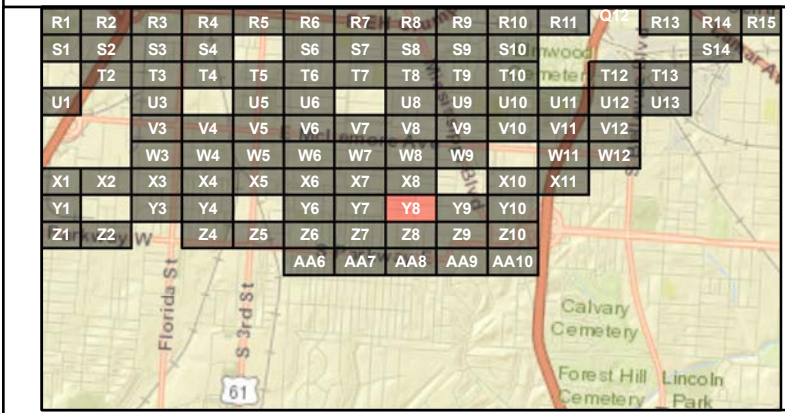 Q12
R1 R2 R3 R4 R5 R6 R7 R8 R9 R10 R11 R13 R14 R15
S1 S2 S3 S4 S6 S7 S8 S9 S10 S14
T2 T3 T4 T5 T6 T7 T8 T9 T10 T12 T13
U1 U3 U5 U6 U8 U9 U10 U11 U12 U13
V3 V4 V5 V6 V7 V8 V9 V10 V11 V12
E McLemore Ave
W3 W4 W5 W6 W7 W8 W9 W11 W12
X1 X2 X3 X4 X5 X6 X7 X8 X10 X11
Y1 Y3 Y4 Y6 Y7 Y8 Y9 Y10
Z1 Z2 Z4 Z5 Z6 Z7 Z8 Z9 Z10
AA6 AA7 AA8 AA9 AA10
Florida St
S 3rd St
61
Calvary
Cemetery
Forest Hill
Cemetery
Lincoln
Park